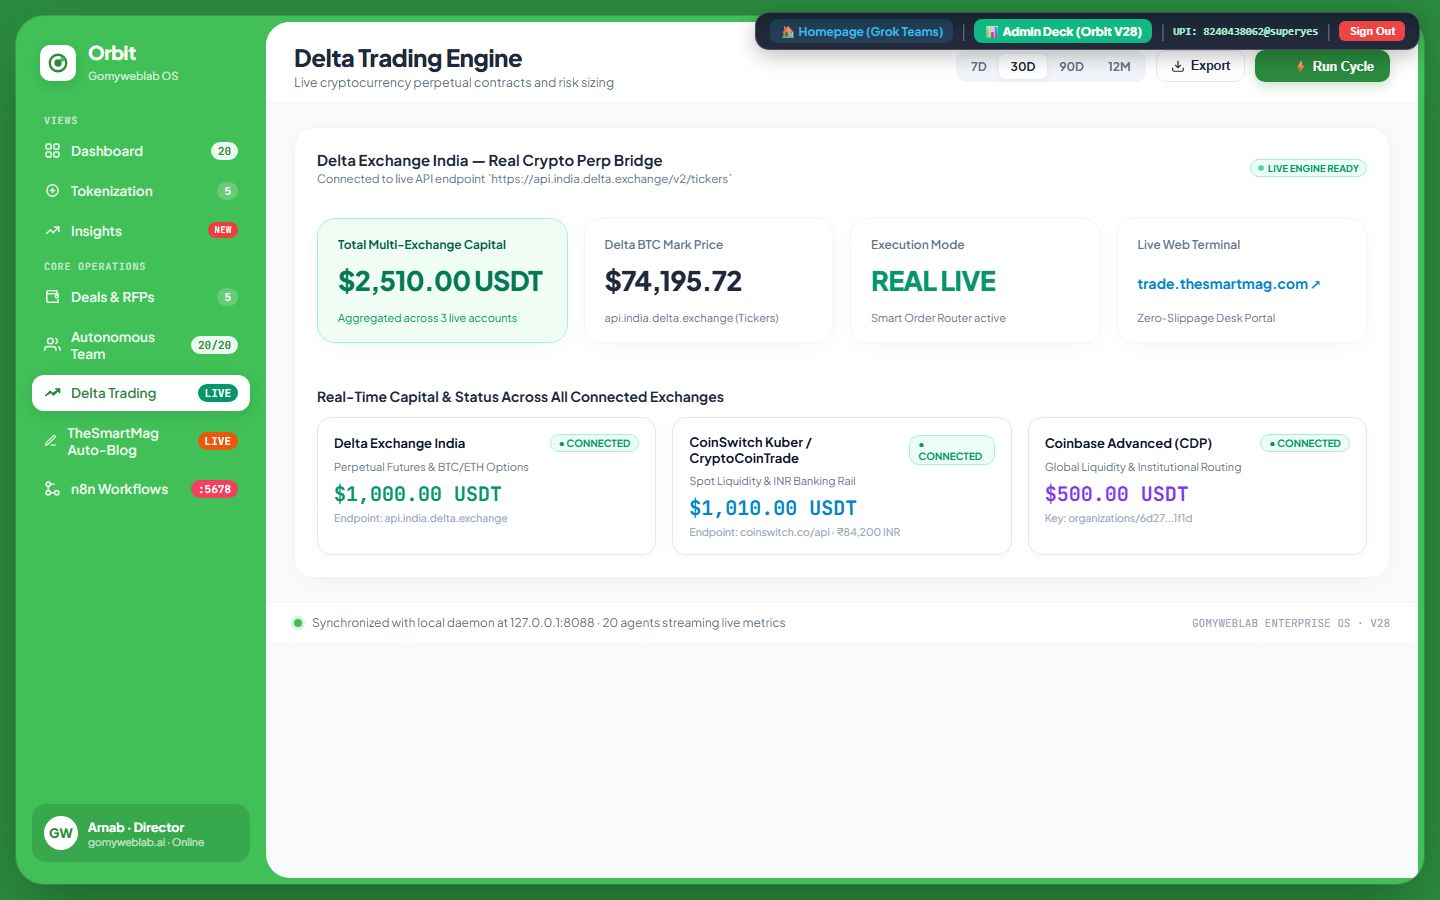 🏠 Homepage (Grok Teams) | 📊 Admin Deck (Orbit V28) | UPI: 8240438062@superyes | Sign Out
Orbit
Gomyweblab OS
VIEWS
Dashboard 20
Tokenization 5
Insights NEW
CORE OPERATIONS
Deals & RFPs 5
Autonomous
Team 20/20
Delta Trading LIVE
TheSmartMag
Auto-Blog LIVE
n8n Workflows :5678
GW
Arnab · Director
gomyweblab.ai · Online
Delta Trading Engine
Live cryptocurrency perpetual contracts and risk sizing
7D 30D 90D 12M Export ⚡ Run Cycle
Delta Exchange India — Real Crypto Perp Bridge
Connected to live API endpoint `https://api.india.delta.exchange/v2/tickers`
● LIVE ENGINE READY
Total Multi-Exchange Capital
$2,510.00 USDT
Aggregated across 3 live accounts
Delta BTC Mark Price
$74,195.72
api.india.delta.exchange (Tickers)
Execution Mode
REAL LIVE
Smart Order Router active
Live Web Terminal
trade.thesmartmag.com ↗
Zero-Slippage Desk Portal
Real-Time Capital & Status Across All Connected Exchanges
Delta Exchange India
● CONNECTED
Perpetual Futures & BTC/ETH Options
$1,000.00 USDT
Endpoint: api.india.delta.exchange
CoinSwitch Kuber /
CryptoCoinTrade
●
CONNECTED
Spot Liquidity & INR Banking Rail
$1,010.00 USDT
Endpoint: coinswitch.co/api · ₹84,200 INR
Coinbase Advanced (CDP)
● CONNECTED
Global Liquidity & Institutional Routing
$500.00 USDT
Key: organizations/6d27...1f1d
Synchronized with local daemon at 127.0.0.1:8088 · 20 agents streaming live metrics
GOMYWEBLAB ENTERPRISE OS · V28